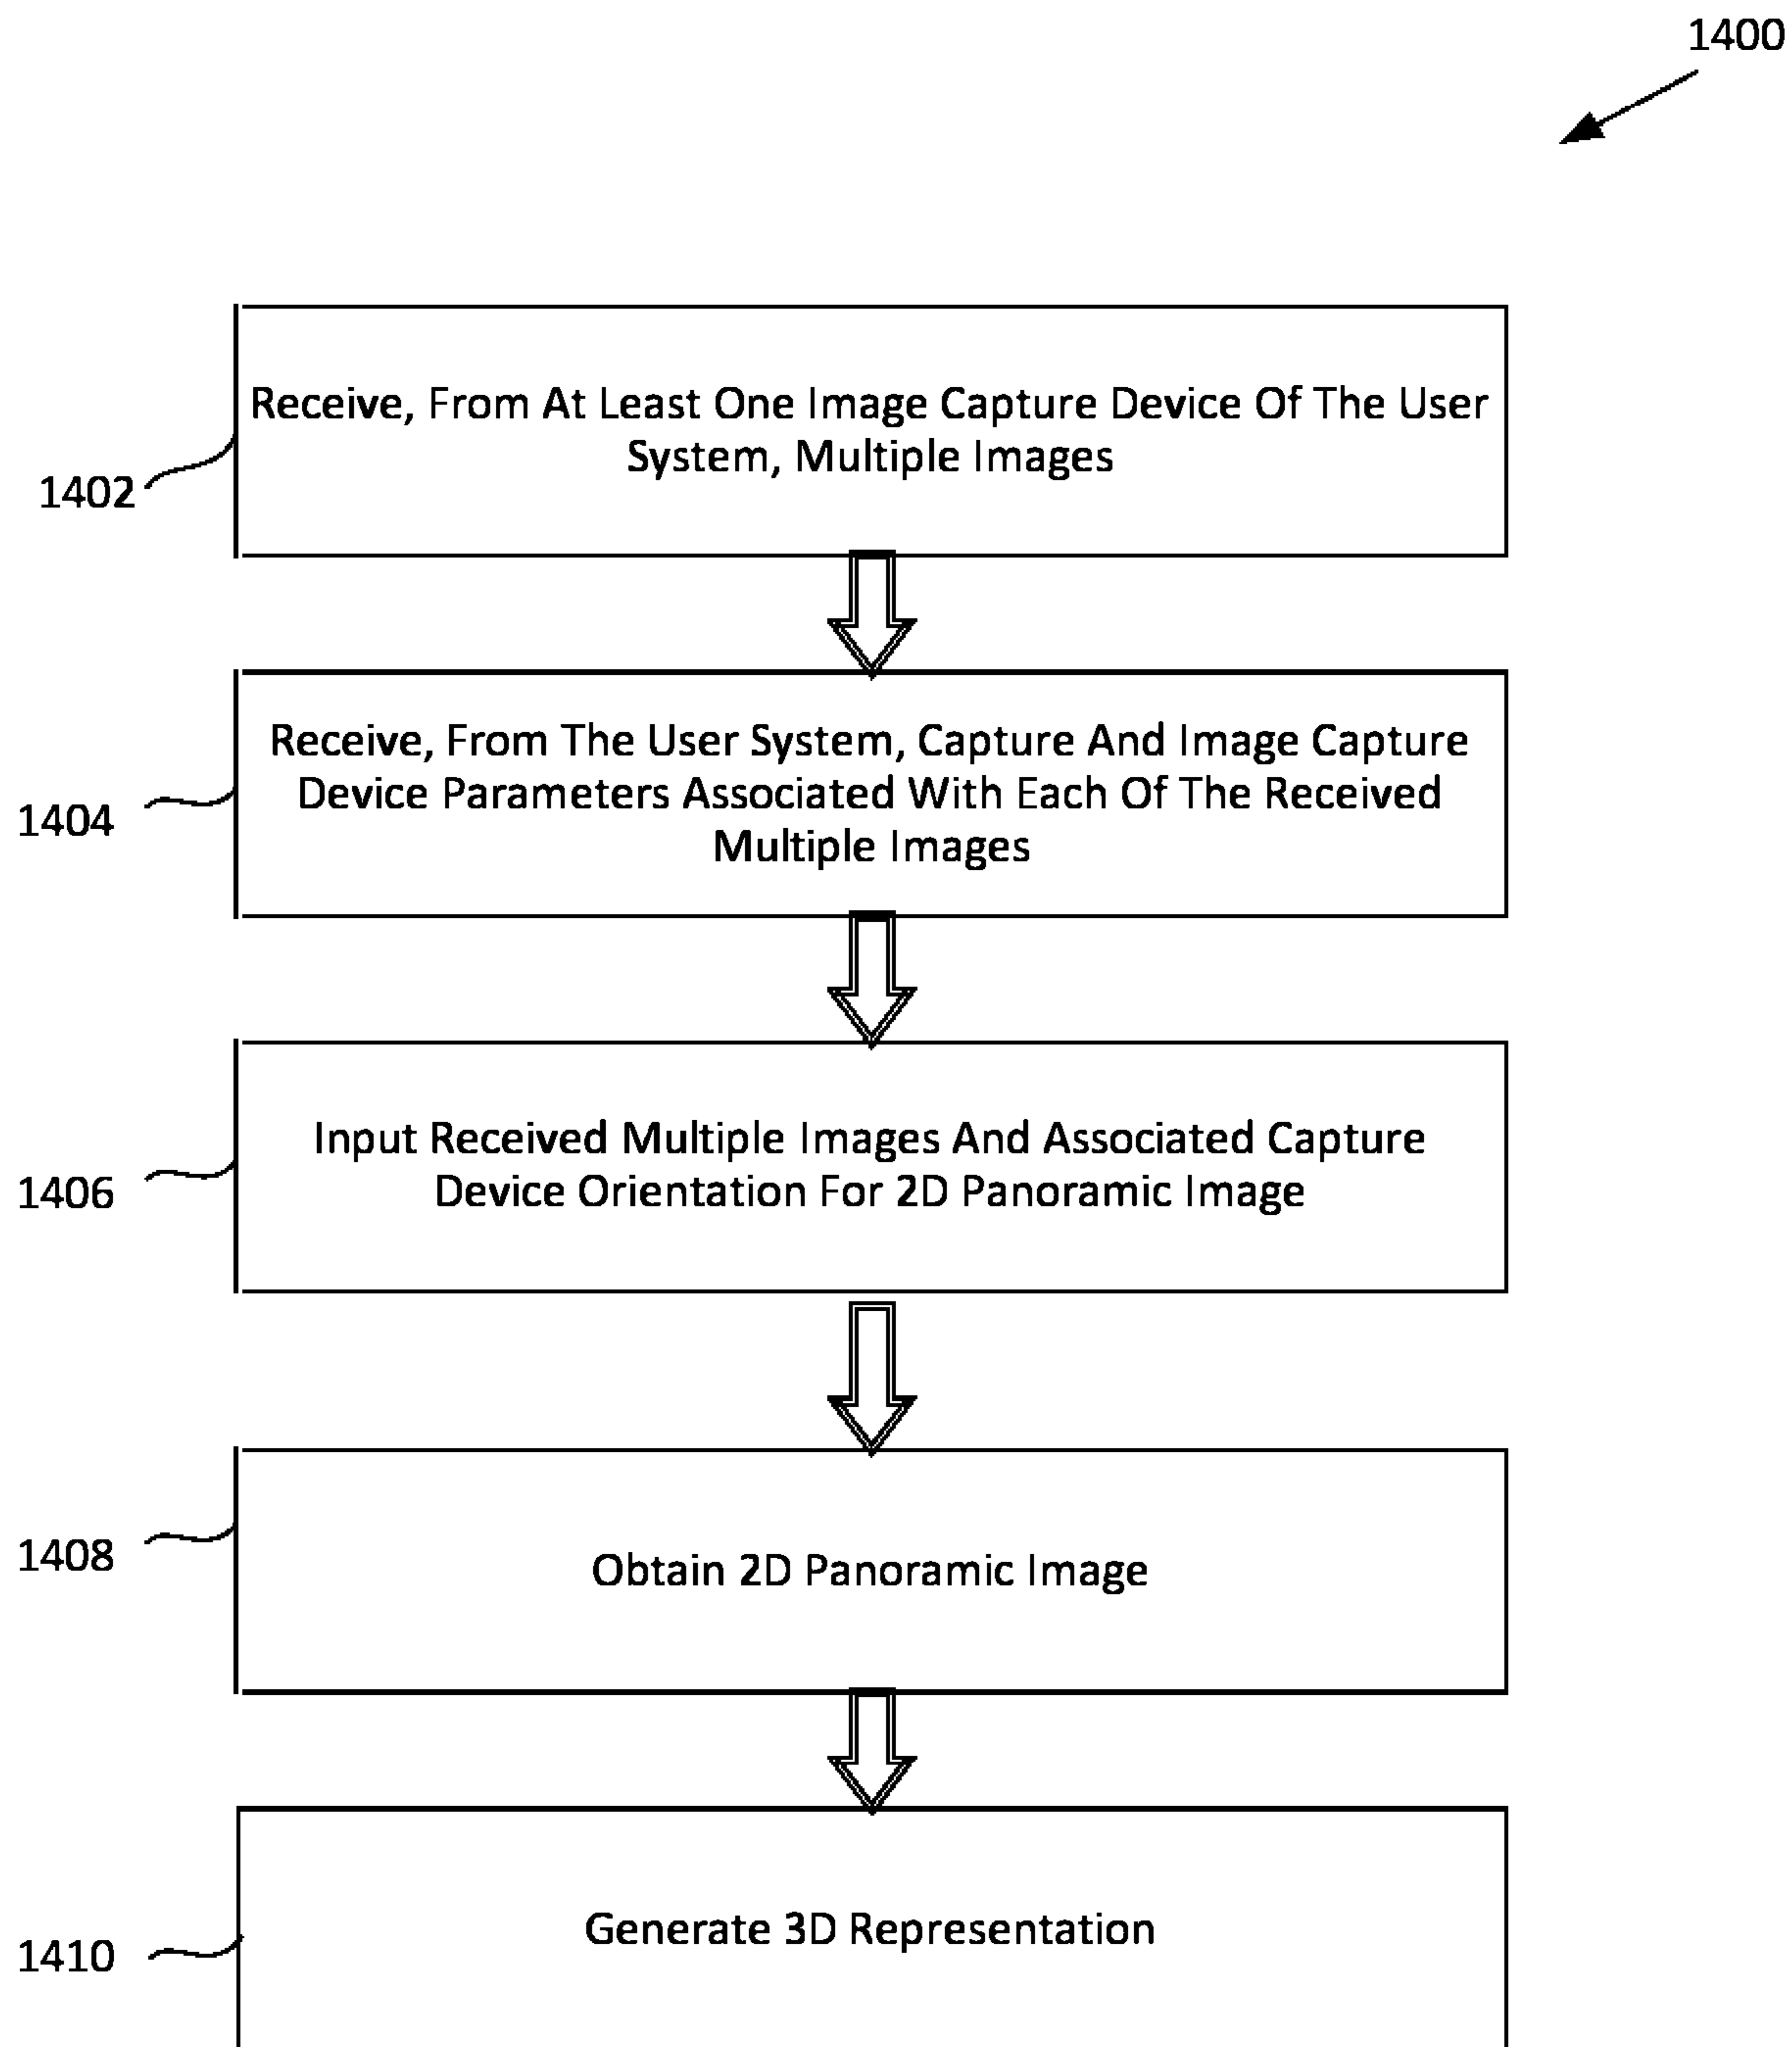 1400
Receive, From At Least One Image Capture Device Of The User
System, Multiple Images
1402
Receive, From The User System, Capture And Image Capture
Device Parameters Associated With Each Of The Received
Multiple Images
1404
Input Received Multiple Images And Associated Capture
Device Orientation For 2D Panoramic Image
1406
Obtain 2D Panoramic Image
1408
Generate 3D Representation
1410